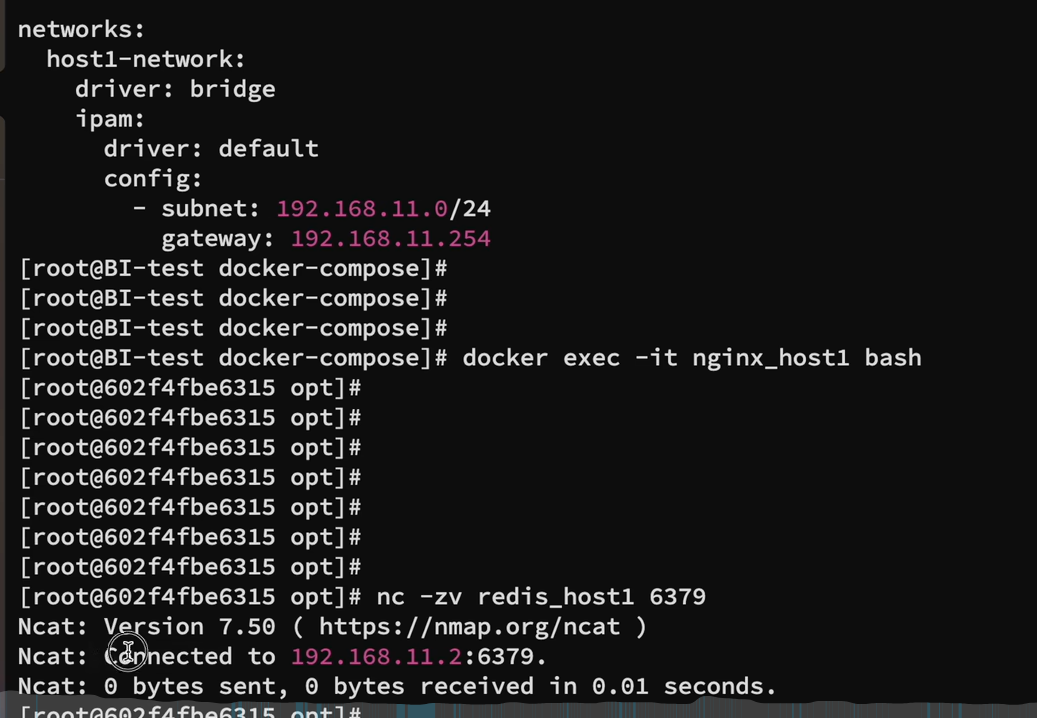 networks:
  host1-network:
    driver: bridge
    ipam:
      driver: default
      config:
        - subnet: 192.168.11.0/24
          gateway: 192.168.11.254
[root@BI-test docker-compose]#
[root@BI-test docker-compose]#
[root@BI-test docker-compose]#
[root@BI-test docker-compose]# docker exec -it nginx_host1 bash
[root@602f4fbe6315 opt]#
[root@602f4fbe6315 opt]#
[root@602f4fbe6315 opt]#
[root@602f4fbe6315 opt]#
[root@602f4fbe6315 opt]#
[root@602f4fbe6315 opt]#
[root@602f4fbe6315 opt]#
[root@602f4fbe6315 opt]# nc -zv redis_host1 6379
Ncat: Version 7.50 ( https://nmap.org/ncat )
Ncat: Connected to 192.168.11.2:6379.
Ncat: 0 bytes sent, 0 bytes received in 0.01 seconds.
[root@602f4fbe6315 opt]#